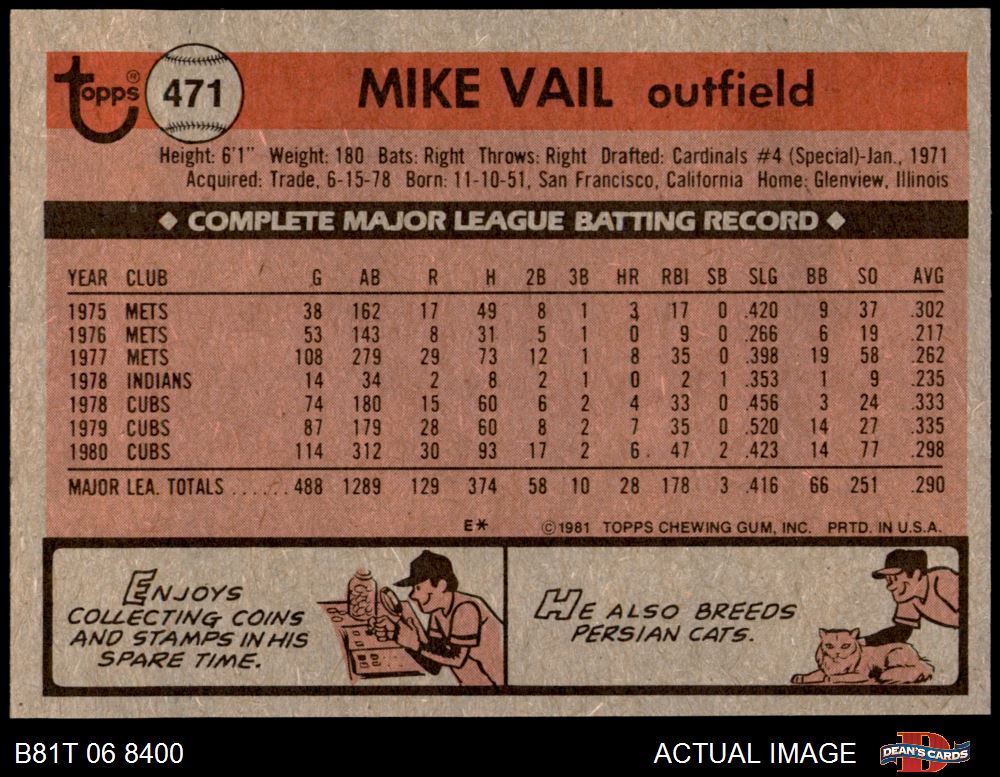 Topps® 471 MIKE VAIL outfield
Height: 6'1" Weight: 180 Bats: Right Throws: Right Drafted: Cardinals #4 (Special)-Jan., 1971
Acquired: Trade, 6-15-78 Born: 11-10-51, San Francisco, California Home: Glenview, Illinois
◆ COMPLETE MAJOR LEAGUE BATTING RECORD ◆
YEAR CLUB G AB R H 2B 3B HR RBI SB SLG BB SO AVG
1975 METS 38 162 17 49 8 1 3 17 0 .420 9 37 .302
1976 METS 53 143 8 31 5 1 0 9 0 .266 6 19 .217
1977 METS 108 279 29 73 12 1 8 35 0 .398 19 58 .262
1978 INDIANS 14 34 2 8 2 1 0 2 1 .353 1 9 .235
1978 CUBS 74 180 15 60 6 2 4 33 0 .456 3 24 .333
1979 CUBS 87 179 28 60 8 2 7 35 0 .520 14 27 .335
1980 CUBS 114 312 30 93 17 2 6 47 2 .423 14 77 .298
MAJOR LEA. TOTALS ...... 488 1289 129 374 58 10 28 178 3 .416 66 251 .290
E* ©1981 TOPPS CHEWING GUM, INC. PRTD. IN U.S.A.
ENJOYS
COLLECTING COINS
AND STAMPS IN HIS
SPARE TIME.
HE ALSO BREEDS
PERSIAN CATS.
B81T 06 8400 ACTUAL IMAGE DEAN'S CARDS